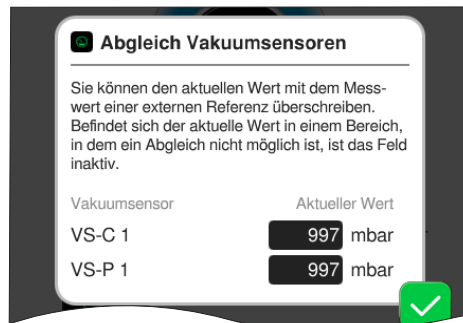 Abgleich Vakuumsensoren
Sie können den aktuellen Wert mit dem Mess-
wert einer externen Referenz überschreiben.
Befindet sich der aktuelle Wert in einem Bereich,
in dem ein Abgleich nicht möglich ist, ist das Feld
inaktiv.
Vakuumsensor Aktueller Wert
VS-C 1 997 mbar
VS-P 1 997 mbar